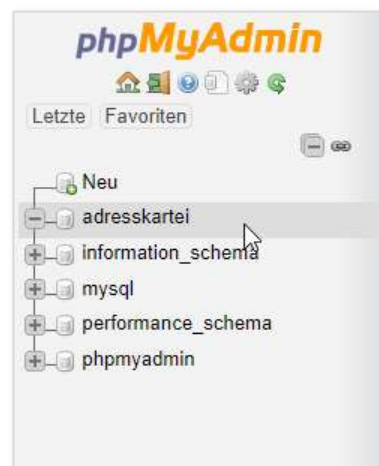 phpMyAdmin
Letzte Favoriten
Neu
adresskartei
information_schema
mysql
performance_schema
phpmyadmin